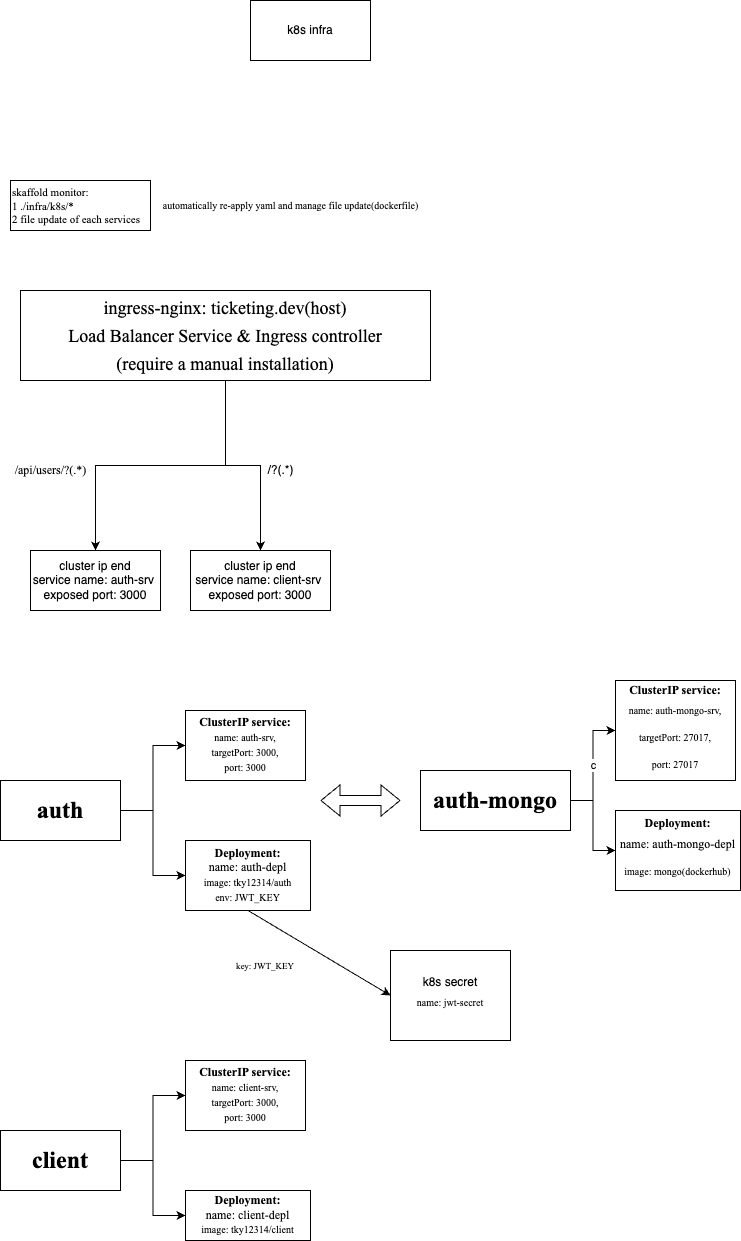 k8s infra
skaffold monitor:
1 ./infra/k8s/*
2 file update of each services
automatically re-apply yaml and manage file update(dockerfile)
ingress-nginx: ticketing.dev(host)
Load Balancer Service & Ingress controller
(require a manual installation)
/api/users/?(.*)
/?(.*)
cluster ip end
service name: auth-srv
exposed port: 3000
cluster ip end
service name: client-srv
exposed port: 3000
auth
ClusterIP service:
name: auth-srv,
targetPort: 3000,
port: 3000
Deployment:
name: auth-depl
image: tky12314/auth
env: JWT_KEY
auth-mongo
c
ClusterIP service:
name: auth-mongo-srv,
targetPort: 27017,
port: 27017
Deployment:
name: auth-mongo-depl
image: mongo(dockerhub)
key: JWT_KEY
k8s secret
name: jwt-secret
client
ClusterIP service:
name: client-srv,
targetPort: 3000,
port: 3000
Deployment:
name: client-depl
image: tky12314/client